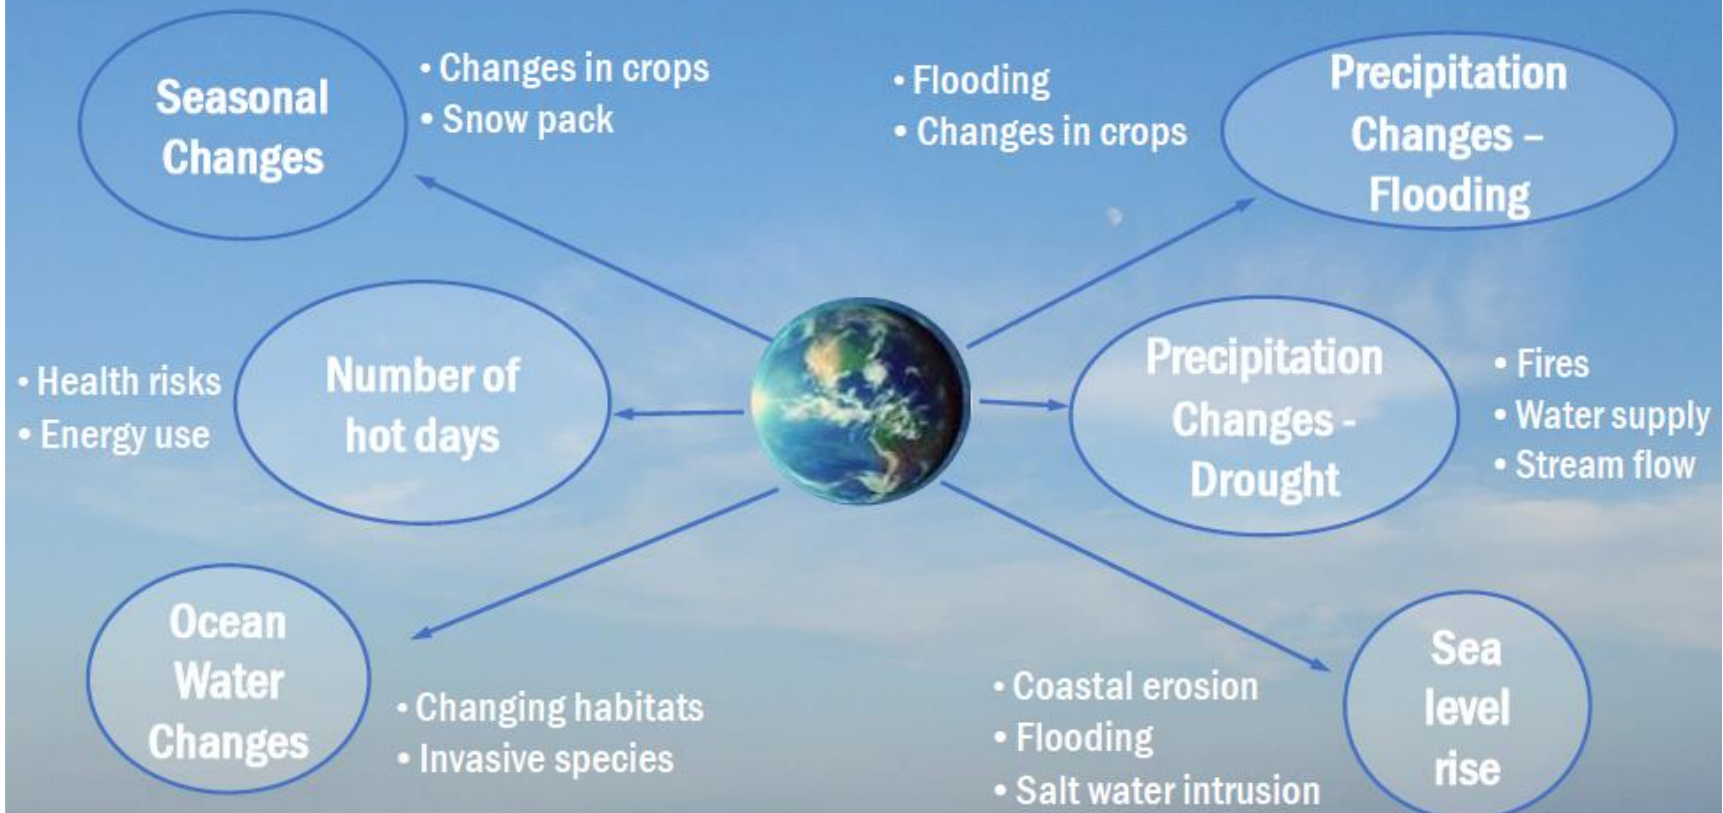 Seasonal
Changes
• Changes in crops
• Snow pack
• Flooding
• Changes in crops
Precipitation
Changes –
Flooding
• Health risks
• Energy use
Number of
hot days
Precipitation
Changes -
Drought
• Fires
• Water supply
• Stream flow
Ocean
Water
Changes
• Changing habitats
• Invasive species
• Coastal erosion
• Flooding
• Salt water intrusion
Sea
level
rise